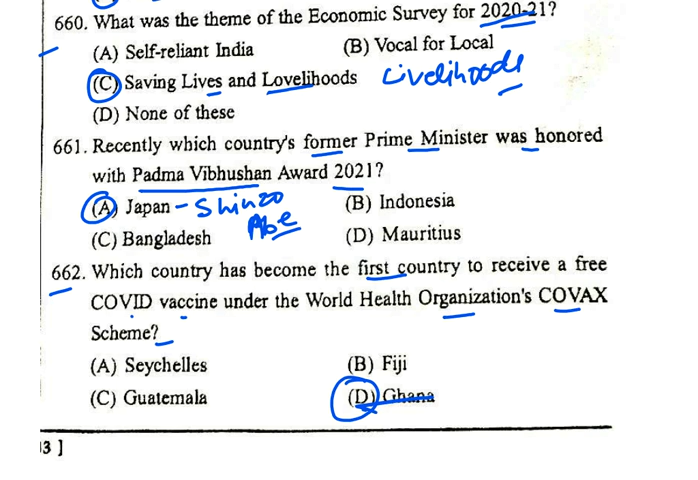 660. What was the theme of the Economic Survey for 2020-21?
(A) Self-reliant India (B) Vocal for Local
(C) Saving Lives and Lovelihoods Livelihoods
(D) None of these
661. Recently which country's former Prime Minister was honored
with Padma Vibhushan Award 2021?
(A) Japan - Shinzo Abe (B) Indonesia
(C) Bangladesh (D) Mauritius
662. Which country has become the first country to receive a free
COVID vaccine under the World Health Organization's COVAX
Scheme?
(A) Seychelles (B) Fiji
(C) Guatemala (D) Ghana
3 ]